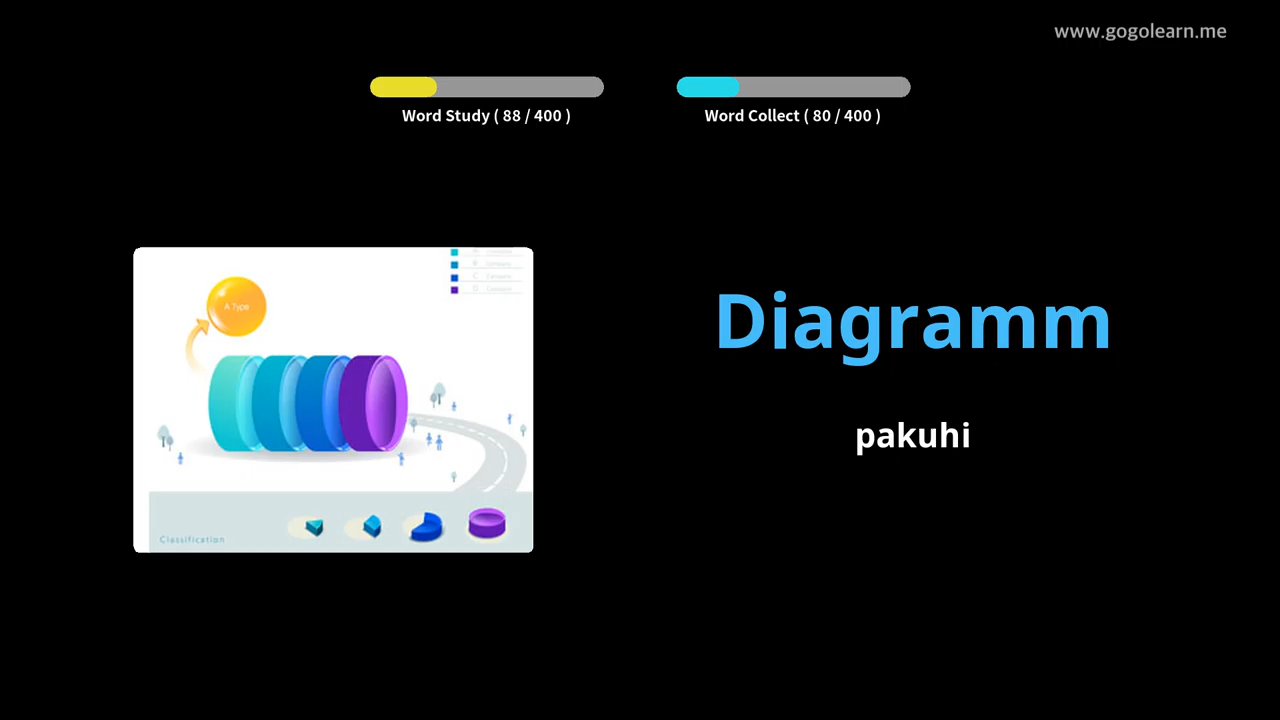 www.gogolearn.me
Word Study ( 88 / 400 )
Word Collect ( 80 / 400 )
A Type
Diagramm
pakuhi
Classification